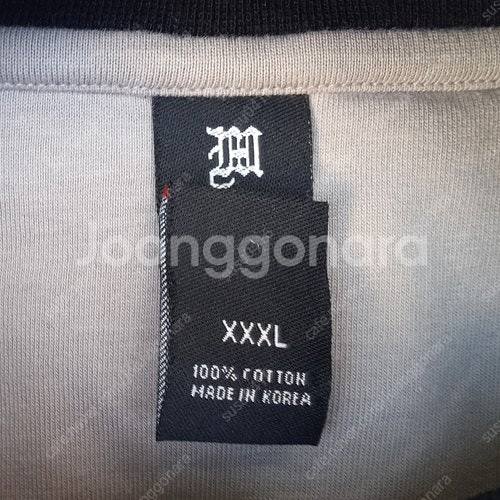 M
Joonggonara
XXXL
100% COTTON
MADE IN KOREA